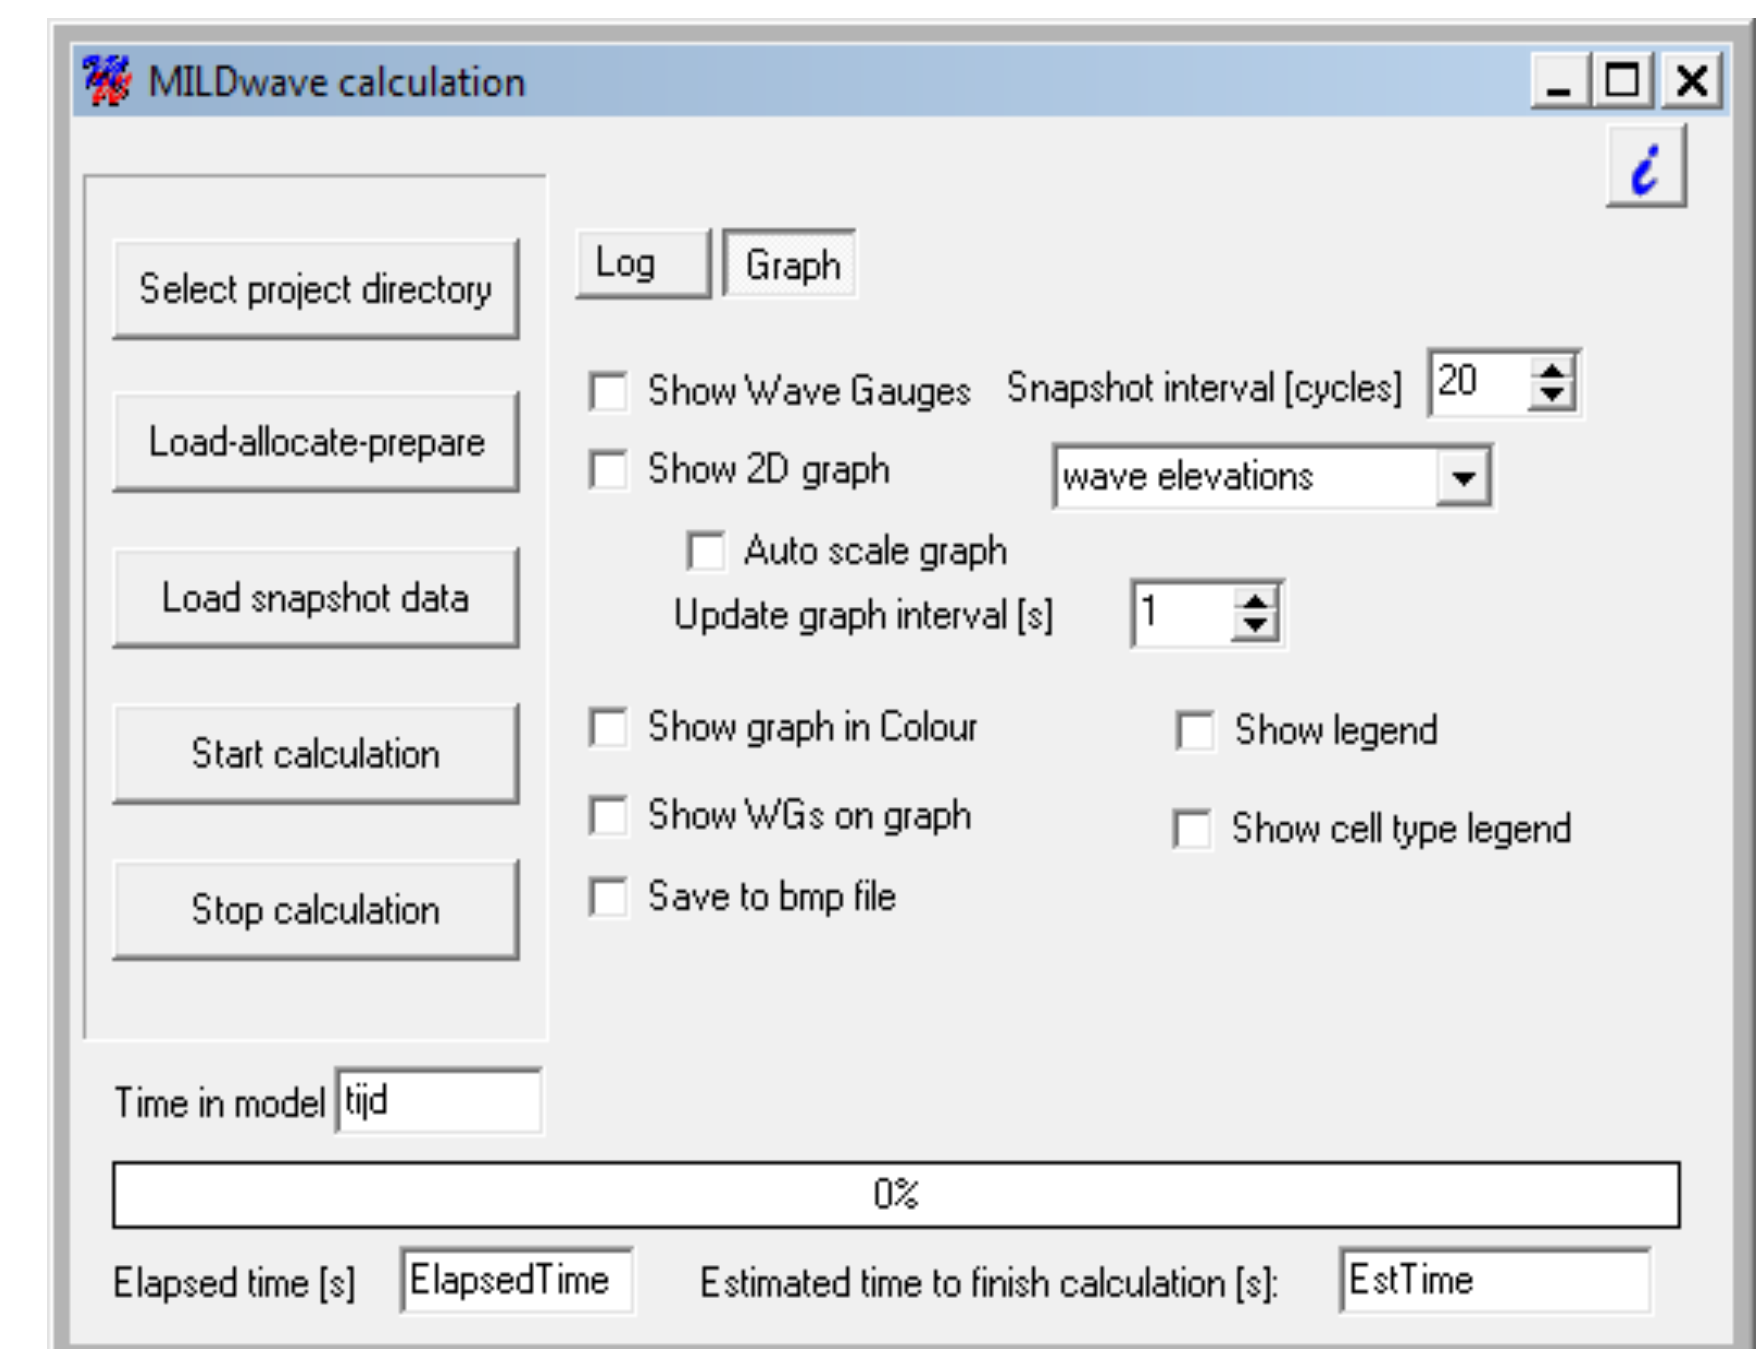 MILDwave calculation
i
Select project directory
Load-allocate-prepare
Load snapshot data
Start calculation
Stop calculation
Log Graph
Show Wave Gauges Snapshot interval [cycles] 20
Show 2D graph wave elevations
Auto scale graph
Update graph interval [s] 1
Show graph in Colour Show legend
Show WGs on graph Show cell type legend
Save to bmp file
Time in model tijd
0%
Elapsed time [s] ElapsedTime Estimated time to finish calculation [s]: EstTime